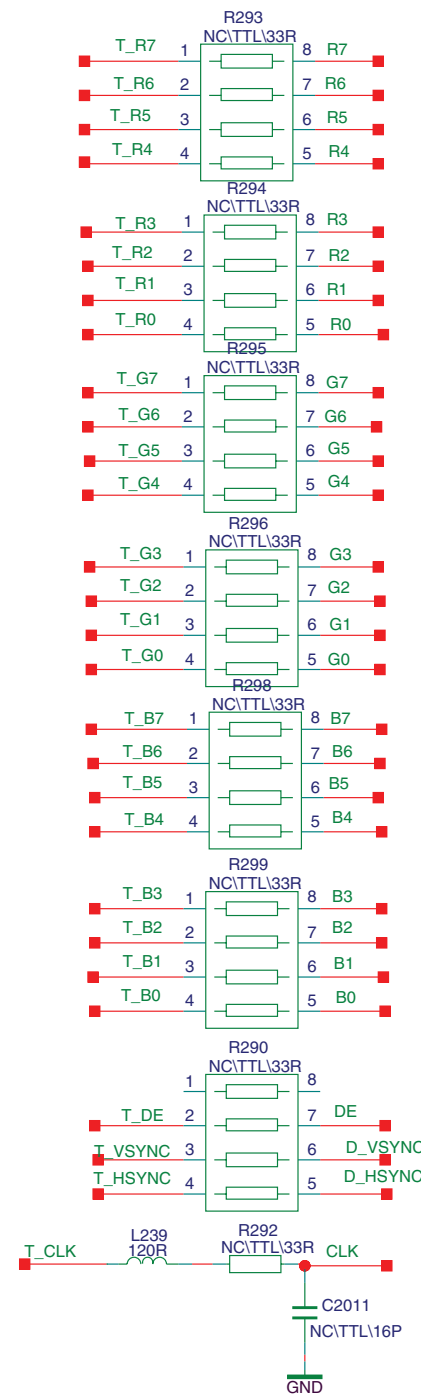 R293
NC\TTL\33R
T_R7 1 8 R7
T_R6 2 7 R6
T_R5 3 6 R5
T_R4 4 5 R4
R294
NC\TTL\33R
T_R3 1 8 R3
T_R2 2 7 R2
T_R1 3 6 R1
T_R0 4 5 R0
R295
NC\TTL\33R
T_G7 1 8 G7
T_G6 2 7 G6
T_G5 3 6 G5
T_G4 4 5 G4
R296
NC\TTL\33R
T_G3 1 8 G3
T_G2 2 7 G2
T_G1 3 6 G1
T_G0 4 5 G0
R298
NC\TTL\33R
T_B7 1 8 B7
T_B6 2 7 B6
T_B5 3 6 B5
T_B4 4 5 B4
R299
NC\TTL\33R
T_B3 1 8 B3
T_B2 2 7 B2
T_B1 3 6 B1
T_B0 4 5 B0
R290
NC\TTL\33R
1 8
T_DE 2 7 DE
T_VSYNC 3 6 D_VSYNC
T_HSYNC 4 5 D_HSYNC
L239 R292
T_CLK 120R NC\TTL\33R CLK
C2011
NC\TTL\16P
GND